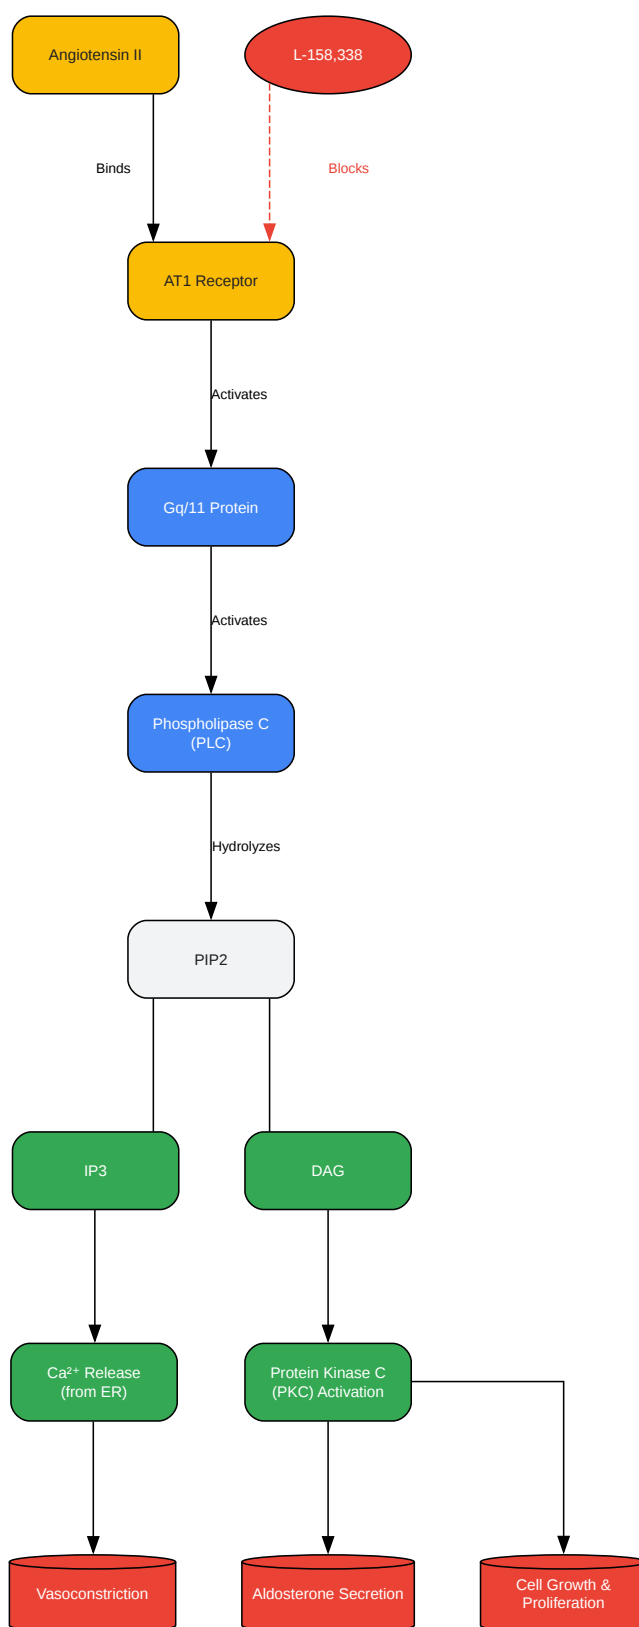 Angiotensin II
L-158,338
Binds
Blocks
AT1 Receptor
Activates
Gq/11 Protein
Activates
Phospholipase C
(PLC)
Hydrolyzes
PIP2
IP3
DAG
Ca²⁺ Release
(from ER)
Protein Kinase C
(PKC) Activation
Vasoconstriction
Aldosterone Secretion
Cell Growth &
Proliferation